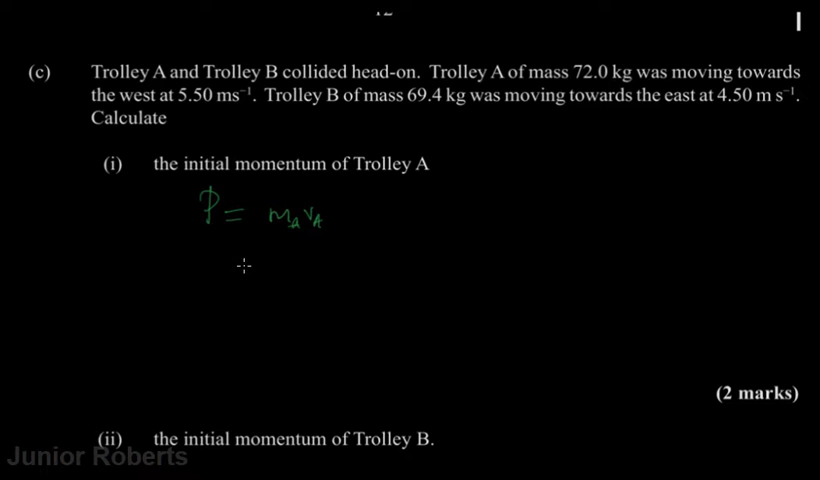 (c) Trolley A and Trolley B collided head-on. Trolley A of mass 72.0 kg was moving towards
the west at 5.50 ms⁻¹. Trolley B of mass 69.4 kg was moving towards the east at 4.50 m s⁻¹.
Calculate
(i) the initial momentum of Trolley A
P = mₐvA
(2 marks)
(ii) the initial momentum of Trolley B.
Junior Roberts